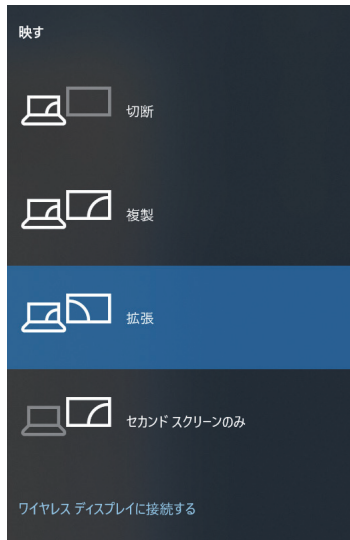 映す
切断
複製
拡張
セカンド スクリーンのみ
ワイヤレス ディスプレイに接続する